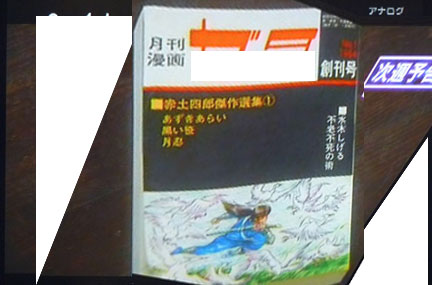 アナログ
月刊
漫画
創刊号
次週予告
■赤土四郎傑作選集①
あずきあらい
黒い笹
月忍
■水木しげる
不老不死の術